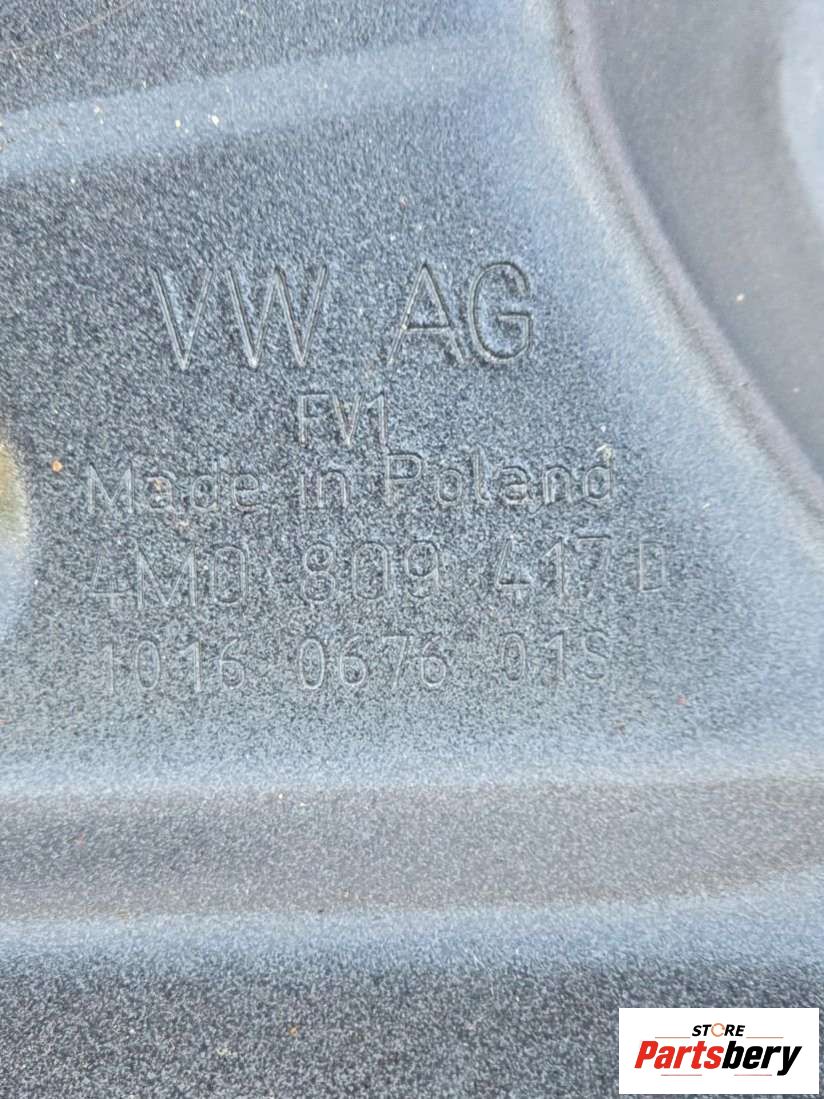 VW AG
FV1
Made in Poland
4M0 809 417 D
1016 0676 01S
STORE
Partsbery